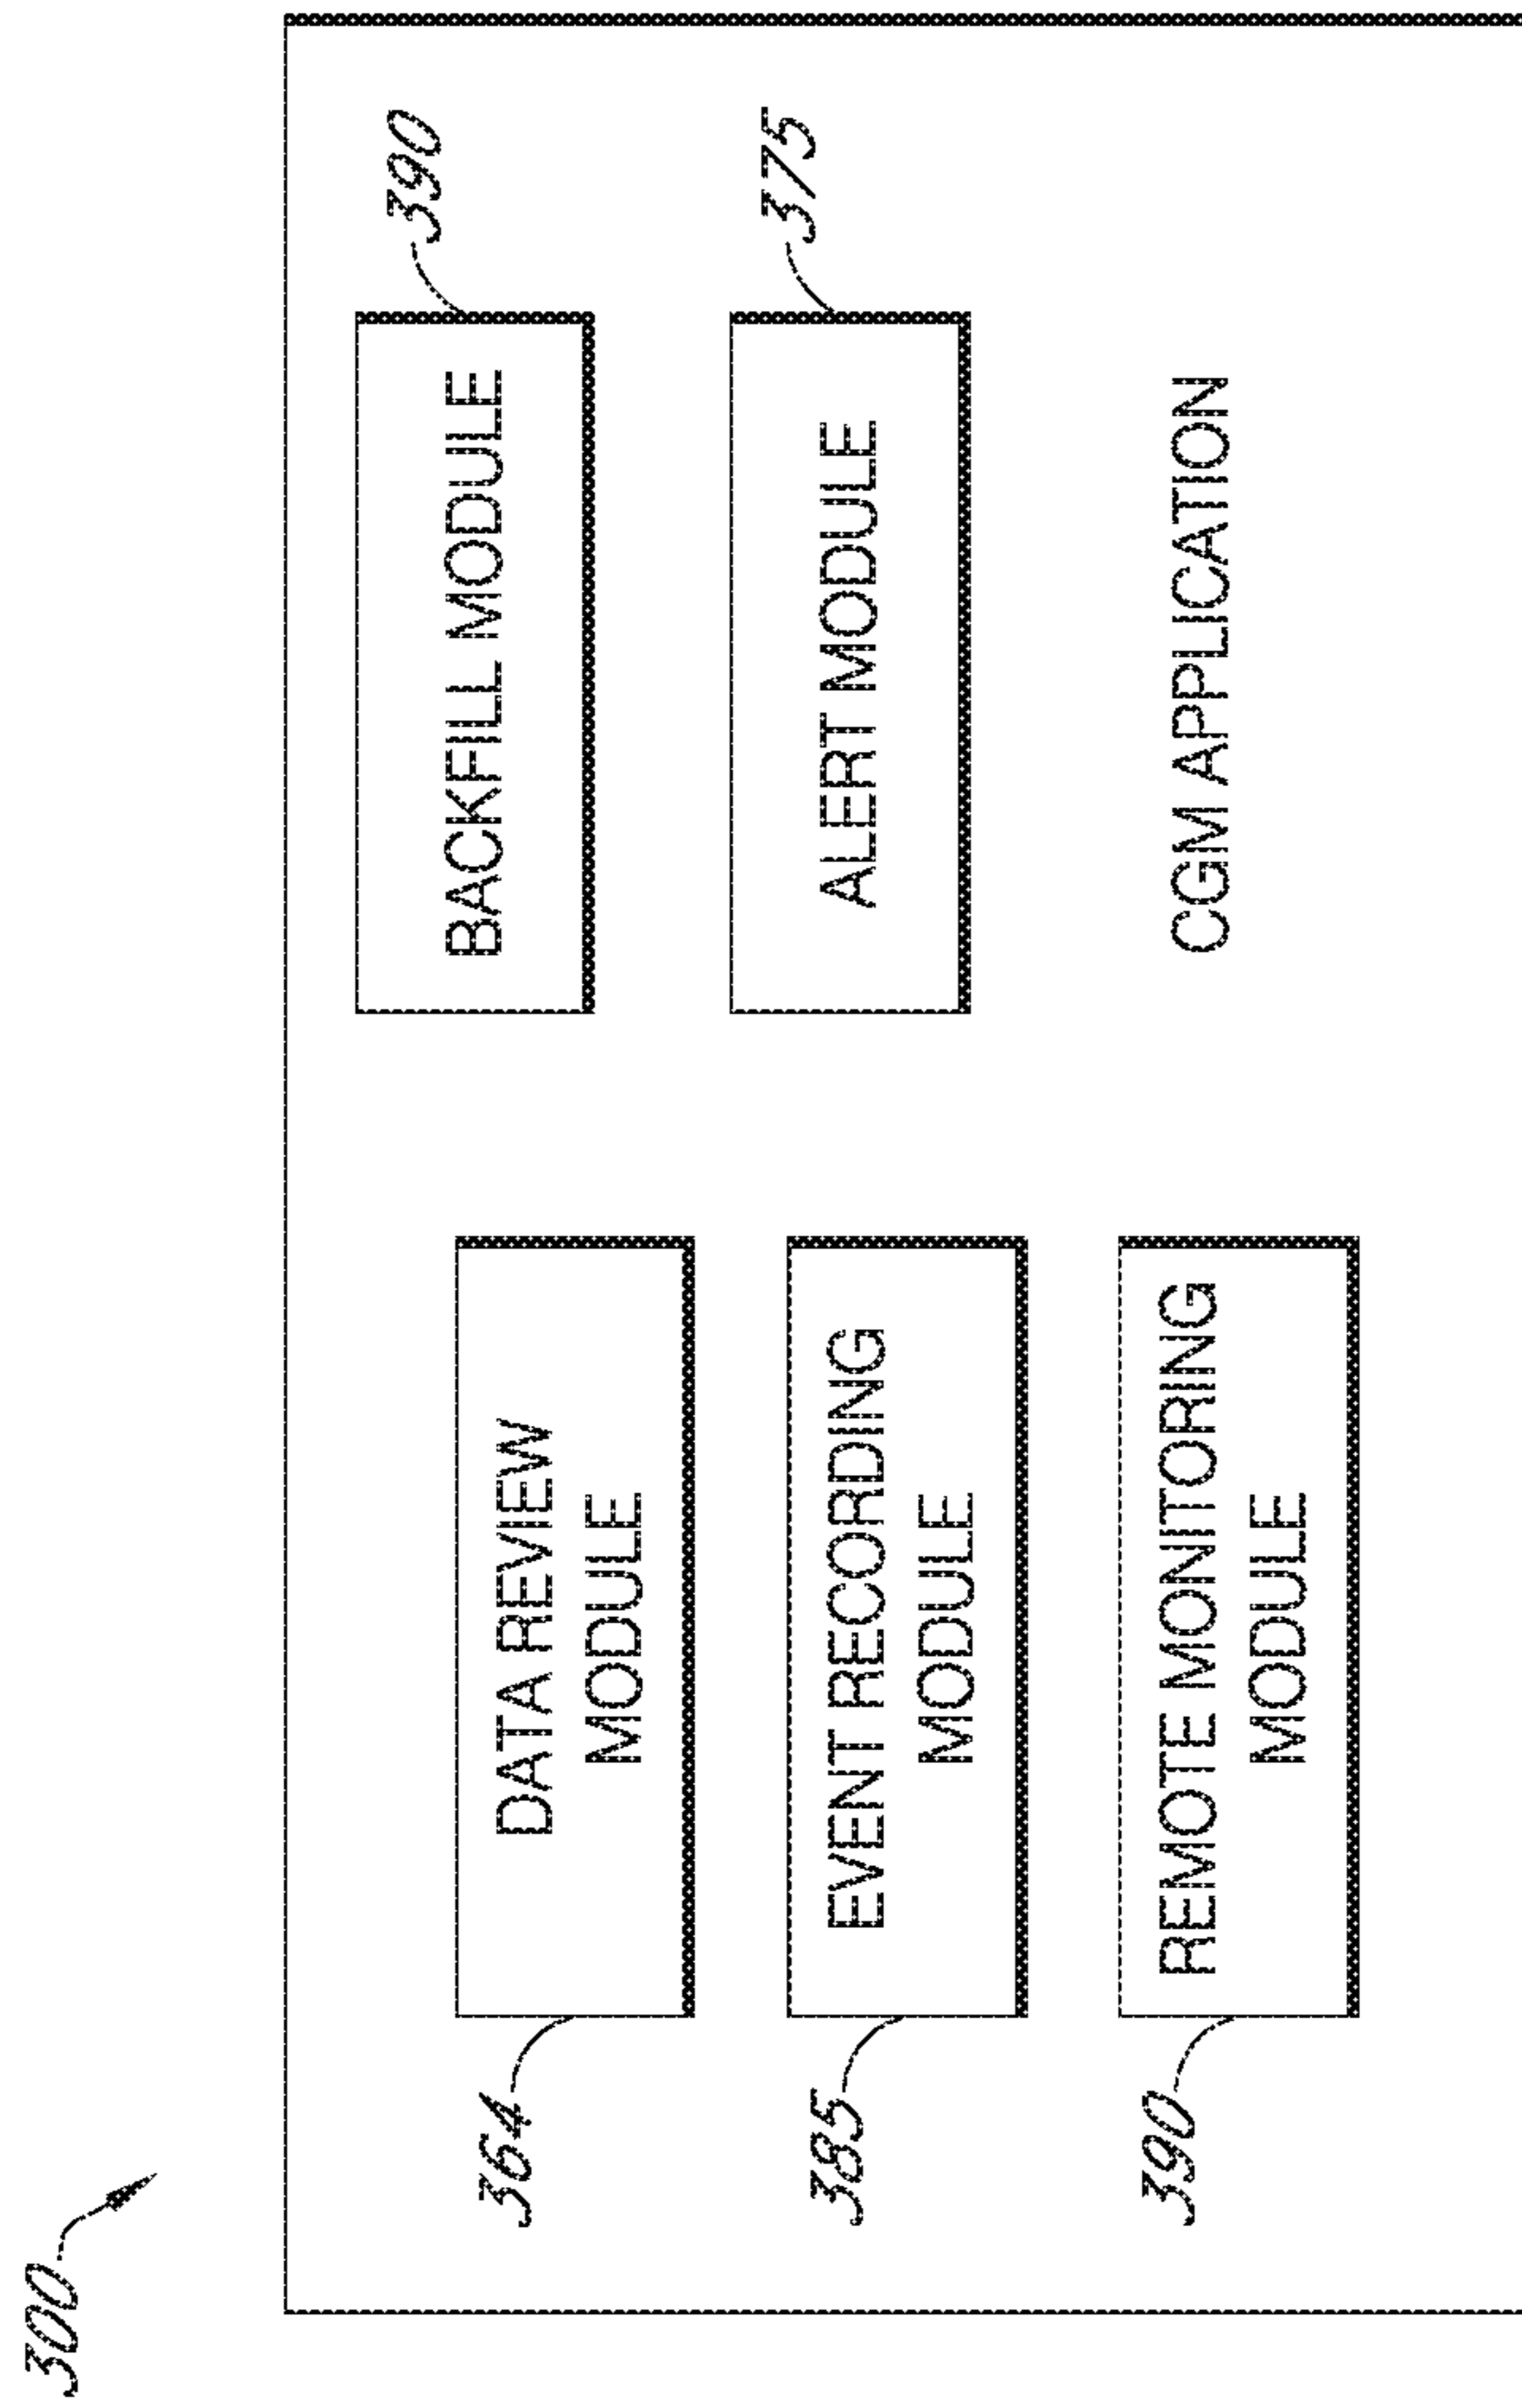 300
364
DATA REVIEW
MODULE
385
EVENT RECORDING
MODULE
390
REMOTE MONITORING
MODULE
BACKFILL MODULE
390
ALERT MODULE
375
CGM APPLICATION